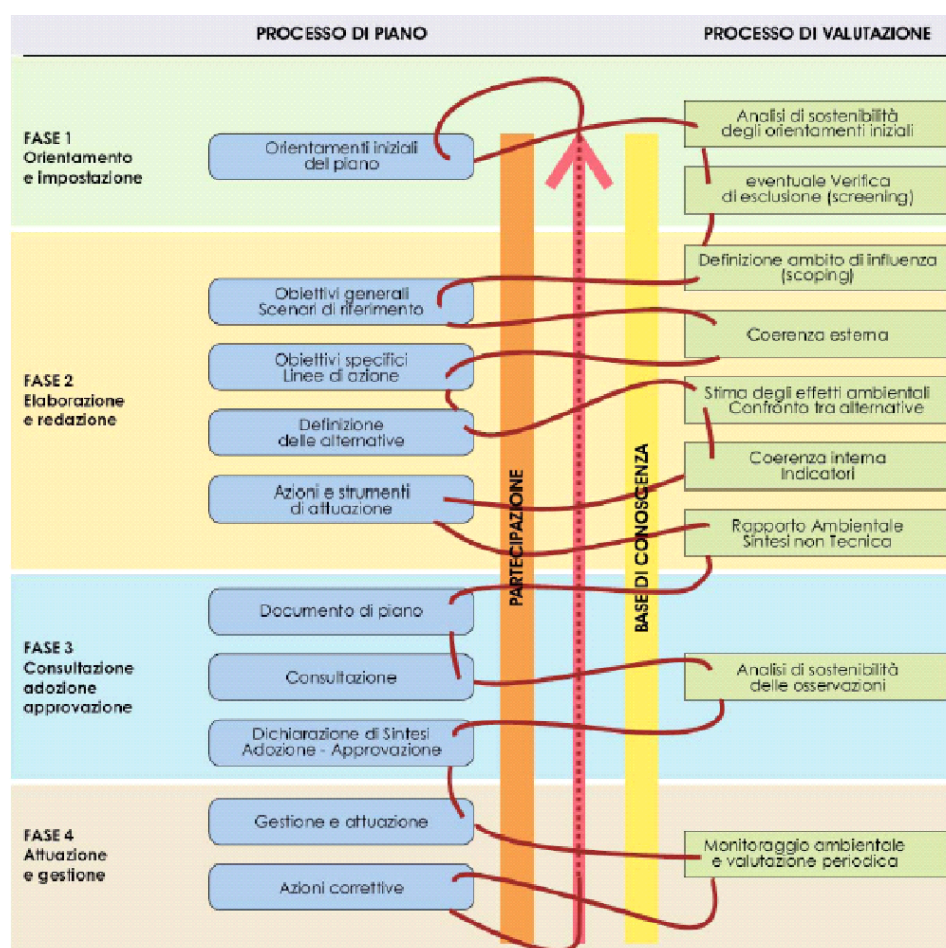 PROCESSO DI PIANO
PROCESSO DI VALUTAZIONE
FASE 1
Orientamento
e impostazione
Orientamenti iniziali
del piano
Analisi di sostenibilità
degli orientamenti iniziali
eventuale Verifica
di esclusione (screening)
FASE 2
Elaborazione
e redazione
Definizione ambito di influenza
(scoping)
Obiettivi generali
Scenari di riferimento
Coerenza esterna
Obiettivi specifici
Linee di azione
Stima degli effetti ambientali
Confronto tra alternative
Definizione
delle alternative
Coerenza interna
Indicatori
Azioni e strumenti
di attuazione
Rapporto Ambientale
Sintesi non Tecnica
PARTECIPAZIONE
BASE DI CONOSCENZA
FASE 3
Consultazione
adozione
approvazione
Documento di piano
Consultazione
Analisi di sostenibilità
delle osservazioni
Dichiarazione di Sintesi
Adozione - Approvazione
FASE 4
Attuazione
e gestione
Gestione e attuazione
Monitoraggio ambientale
e valutazione periodica
Azioni correttive